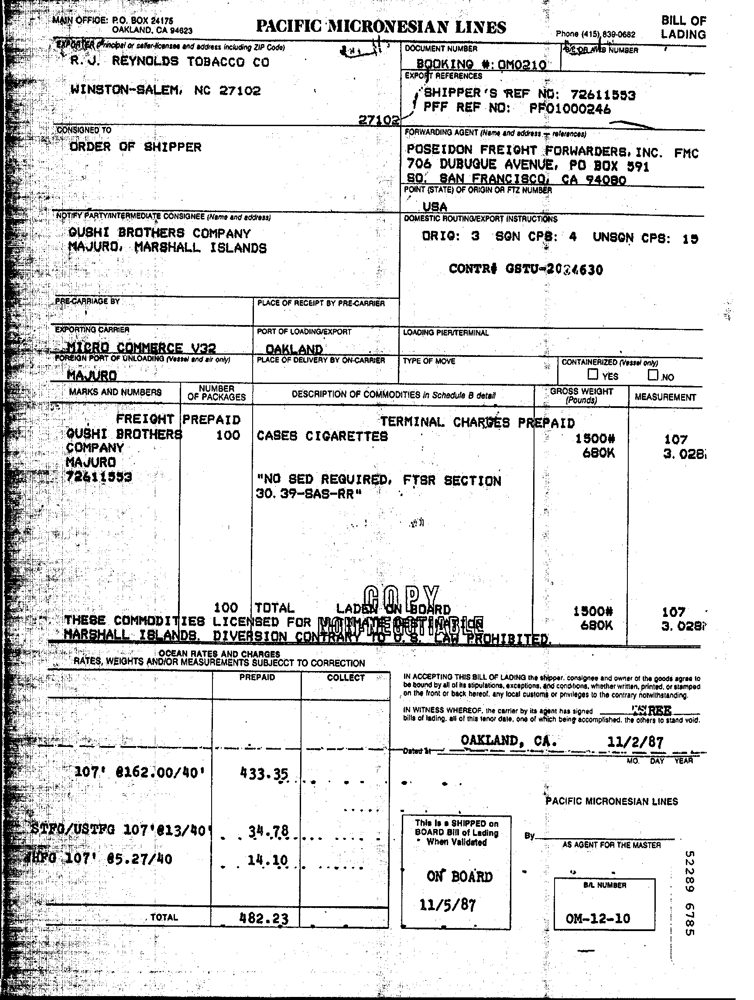 MAIN OFFICE: P.O. BOX 24175
OAKLAND, CA 94623
PACIFIC MICRONESIAN LINES
Phone (415) 839-0682
BILL OF
LADING
EXPORTER (Principal or seller-licensee and address including ZIP Code)
R. J. REYNOLDS TOBACCO CO
WINSTON-SALEM, NC 27102
27102
DOCUMENT NUMBER
BOOKING #: OM0210
B/L OR AWB NUMBER
EXPORT REFERENCES
SHIPPER'S REF NO: 72611553
PFF REF NO: PFO1000246
CONSIGNED TO
ORDER OF SHIPPER
FORWARDING AGENT (Name and address — references)
POSEIDON FREIGHT FORWARDERS, INC. FMC
706 DUBUQUE AVENUE, PO BOX 591
SO. SAN FRANCISCO, CA 94080
POINT (STATE) OF ORIGIN OR FTZ NUMBER
USA
NOTIFY PARTY/INTERMEDIATE CONSIGNEE (Name and address)
GUSHI BROTHERS COMPANY
MAJURO, MARSHALL ISLANDS
DOMESTIC ROUTING/EXPORT INSTRUCTIONS
ORIG: 3 SGN CPS: 4 UNSGN CPS: 15
CONTR# GSTU-2024630
PRE-CARRIAGE BY
PLACE OF RECEIPT BY PRE-CARRIER
EXPORTING CARRIER
MICRO COMMERCE V32
PORT OF LOADING/EXPORT
OAKLAND
LOADING PIER/TERMINAL
FOREIGN PORT OF UNLOADING (Vessel and air only)
MAJURO
PLACE OF DELIVERY BY ON-CARRIER
TYPE OF MOVE
CONTAINERIZED (Vessel only)
YES NO
MARKS AND NUMBERS
NUMBER
OF PACKAGES
DESCRIPTION OF COMMODITIES in Schedule B detail
GROSS WEIGHT
(Pounds)
MEASUREMENT
FREIGHT PREPAID TERMINAL CHARGES PREPAID
GUSHI BROTHERS 100 CASES CIGARETTES 1500# 107
COMPANY 680K 3.028
MAJURO
72611553 "NO SED REQUIRED, FTSR SECTION
30.39-SAS-RR"
COPY
100 TOTAL LADEN ON BOARD 1500# 107
THESE COMMODITIES LICENSED FOR ULTIMATE DESTINATION 680K 3.028
MARSHALL ISLANDS. DIVERSION CONTRARY TO U.S. LAW PROHIBITED.
OCEAN RATES AND CHARGES
RATES, WEIGHTS AND/OR MEASUREMENTS SUBJECCT TO CORRECTION
PREPAID COLLECT
IN ACCEPTING THIS BILL OF LADING the shipper, consignee and owner of the goods agree to
be bound by all of its stipulations, exceptions, and conditions, whether written, printed, or stamped
on the front or back hereof, any local customs or privileges to the contrary notwithstanding.
IN WITNESS WHEREOF, the carrier by its agent has signed THREE
bills of lading, all of this tenor date, one of which being accomplished, the others to stand void.
Dated at OAKLAND, CA. 11/2/87
MO. DAY YEAR
107' @162.00/40' 433.35
PACIFIC MICRONESIAN LINES
STFG/USTFG 107'@13/40' 34.78
107' @5.27/40 14.10
This is a SHIPPED on
BOARD Bill of Lading
When Validated
ON BOARD
11/5/87
By
AS AGENT FOR THE MASTER
B/L NUMBER
OM-12-10
TOTAL 482.23
52289 6785